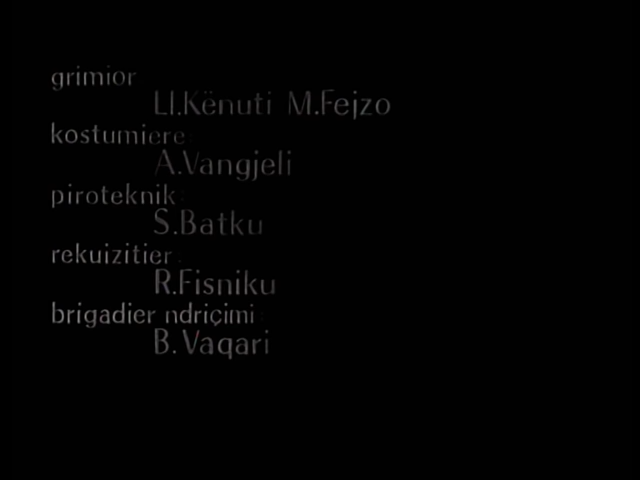 grimior
Ll.Kënuti M.Fejzo
kostumiere:
A.Vangjeli
piroteknik:
S.Batku
rekuizitier:
R.Fisniku
brigadier ndriçimi:
B.Vaqari